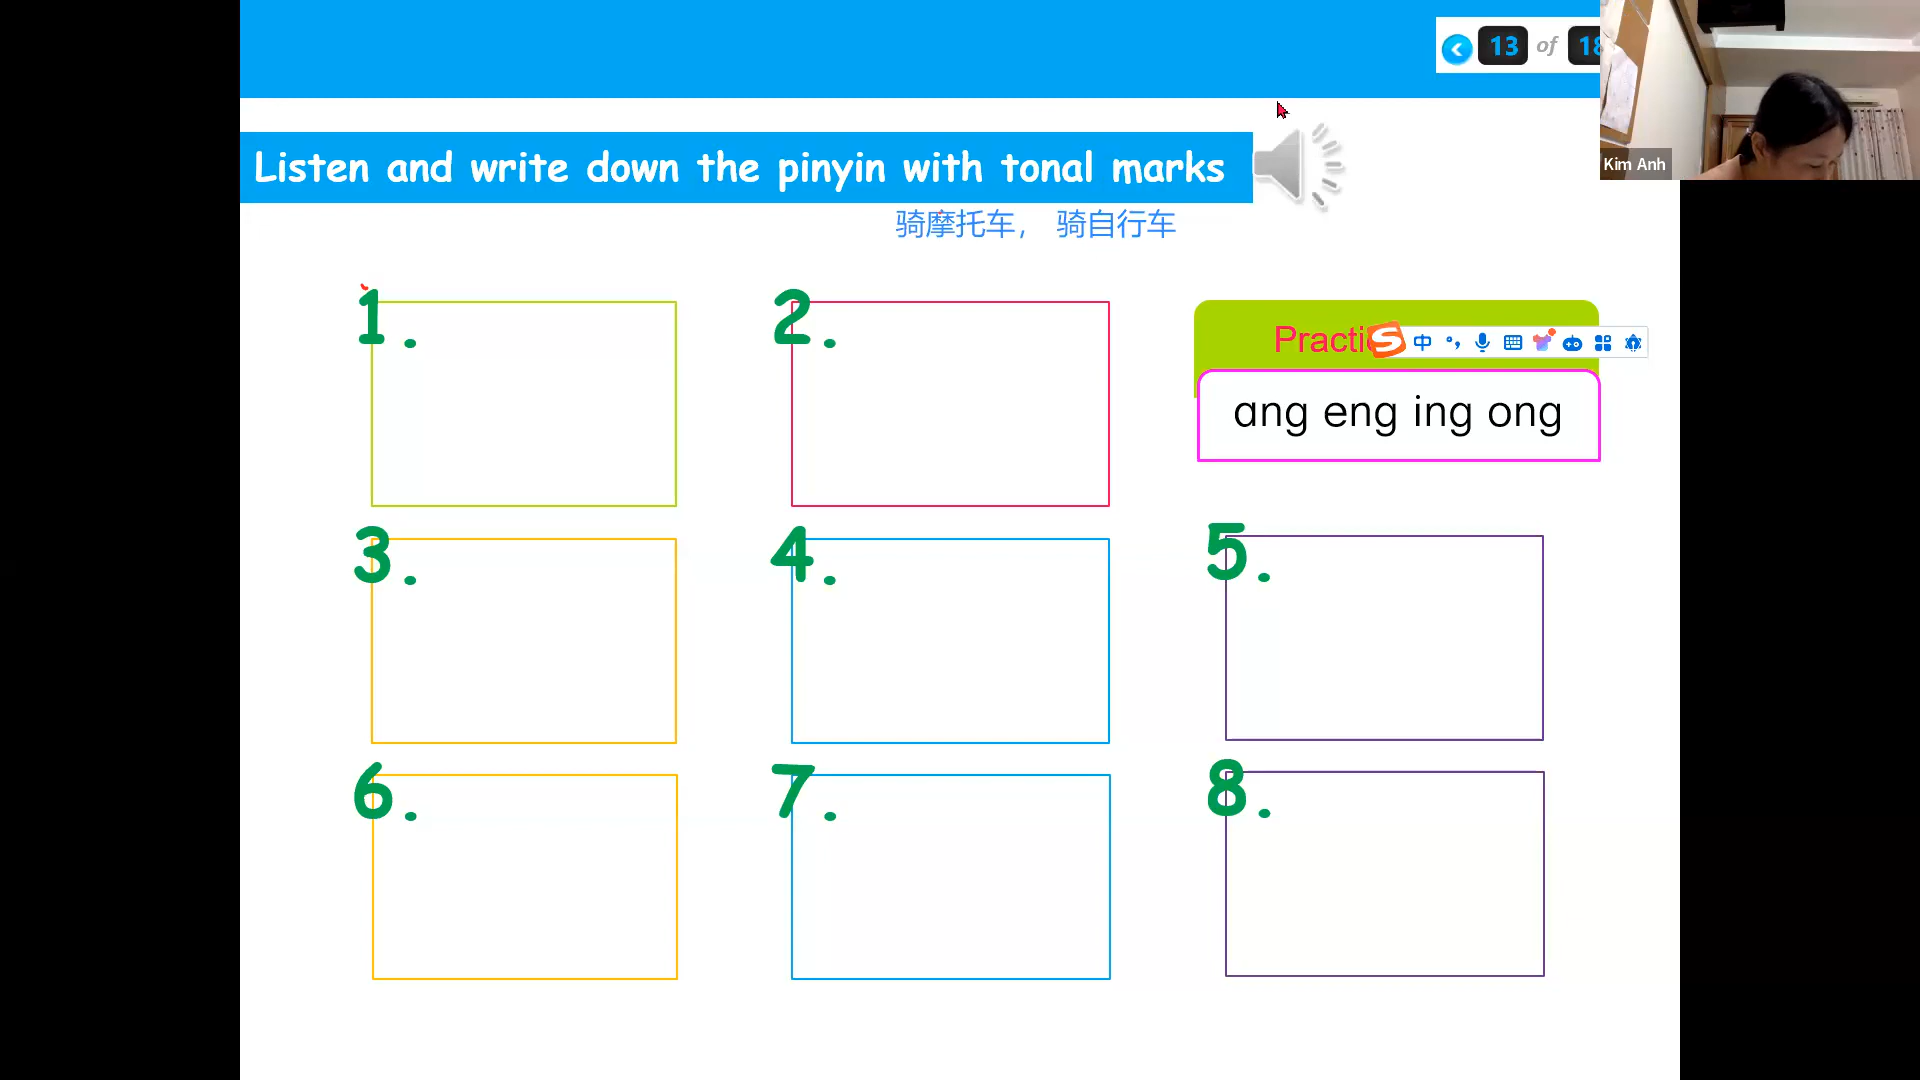 13 of 18
Kim Anh
Listen and write down the pinyin with tonal marks
骑摩托车， 骑自行车
1.
2.
Practi
中
ang eng ing ong
3.
4.
5.
6.
7.
8.